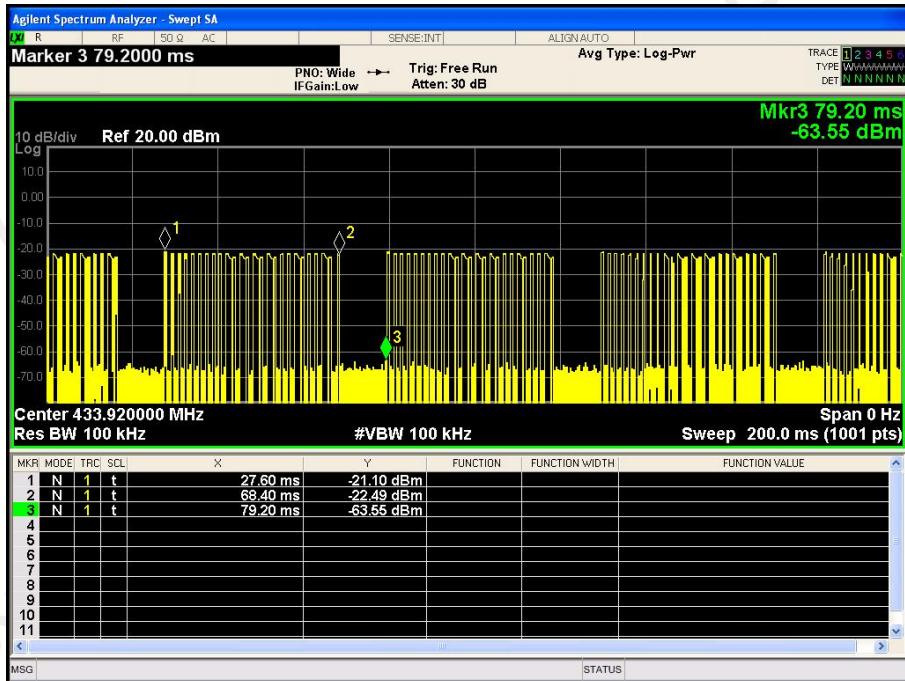 Agilent Spectrum Analyzer - Swept SA
LXI R RF 50 Ω AC SENSE:INT ALIGNAUTO
Marker 3 79.2000 ms Avg Type: Log-Pwr TRACE 1 2 3 4 5 6
PNO: Wide Trig: Free Run TYPE WWWWWW
IFGain:Low Atten: 30 dB DET N N N N N N
Mkr3 79.20 ms
10 dB/div Ref 20.00 dBm -63.55 dBm
Log
10.0
0.00
-10.0
1
2
-20.0
-30.0
-40.0
-50.0
3
-60.0
-70.0
Center 433.920000 MHz Span 0 Hz
Res BW 100 kHz #VBW 100 kHz Sweep 200.0 ms (1001 pts)
MKR MODE TRC SCL X Y FUNCTION FUNCTION WIDTH FUNCTION VALUE
1 N 1 t 27.60 ms -21.10 dBm
2 N 1 t 68.40 ms -22.49 dBm
3 N 1 t 79.20 ms -63.55 dBm
4
5
6
7
8
9
10
11
MSG STATUS